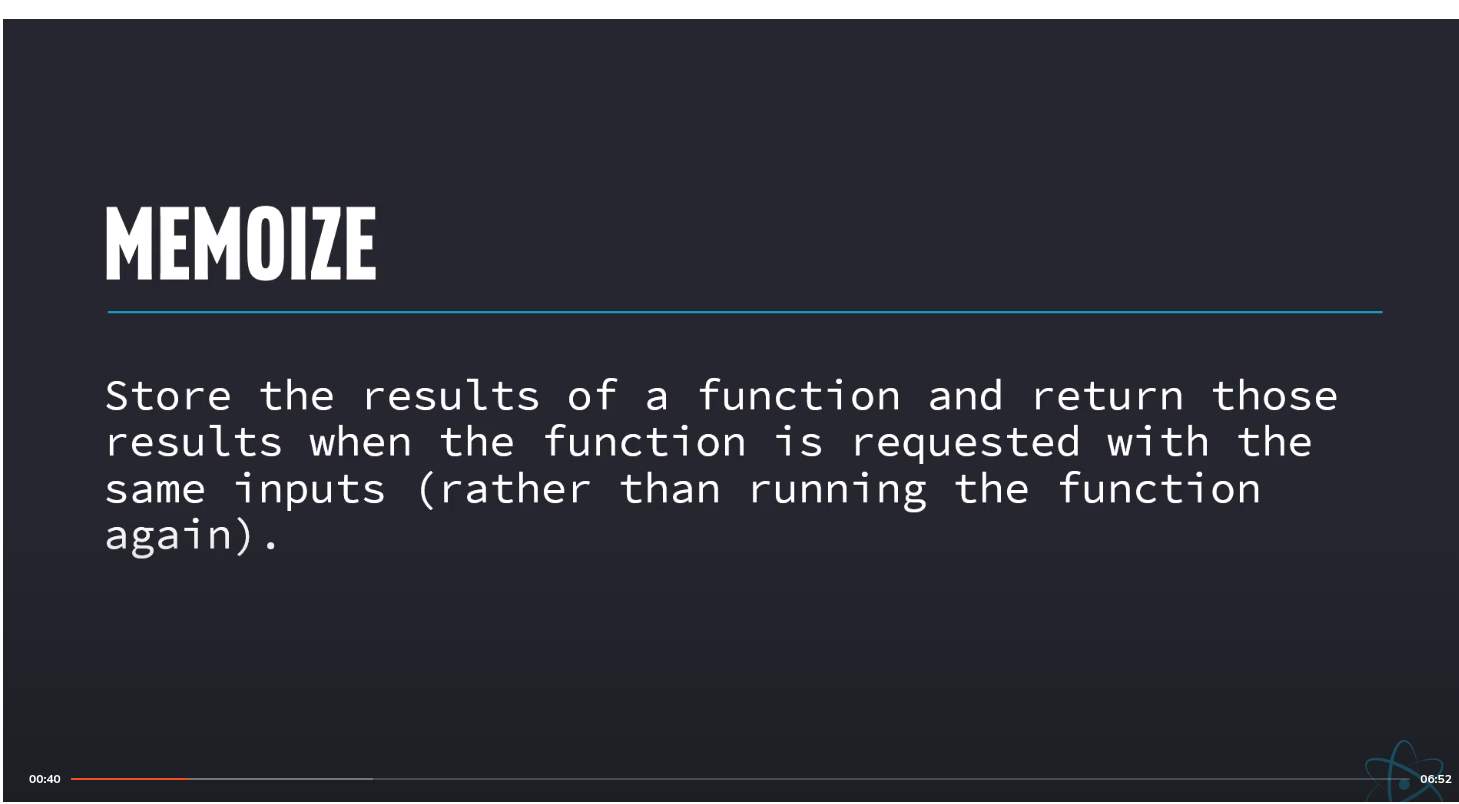 MEMOIZE
Store the results of a function and return those
results when the function is requested with the
same inputs (rather than running the function
again).
00:40
06:52